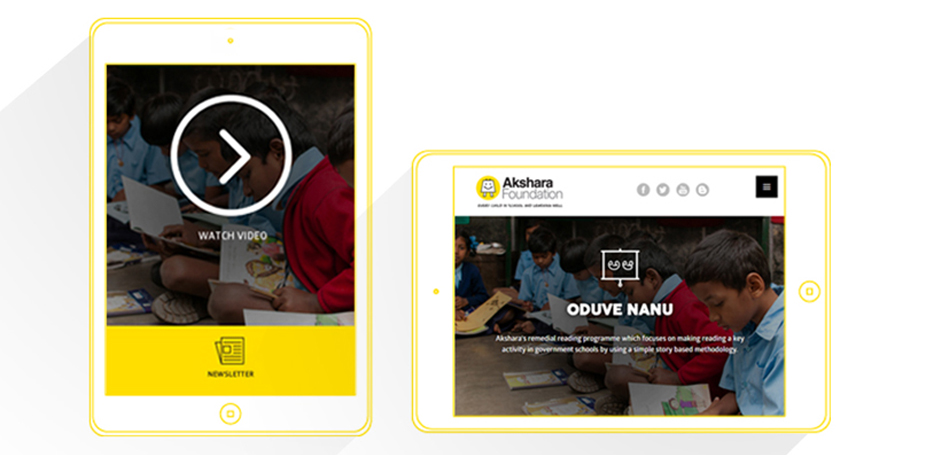 WATCH VIDEO
NEWSLETTER
Akshara
Foundation
EVERY CHILD IN SCHOOL AND LEARNING WELL
ಅ ಆ
ODUVE NANU
Akshara's remedial reading programme which focuses on making reading a key
activity in government schools by using a simple story based methodology.